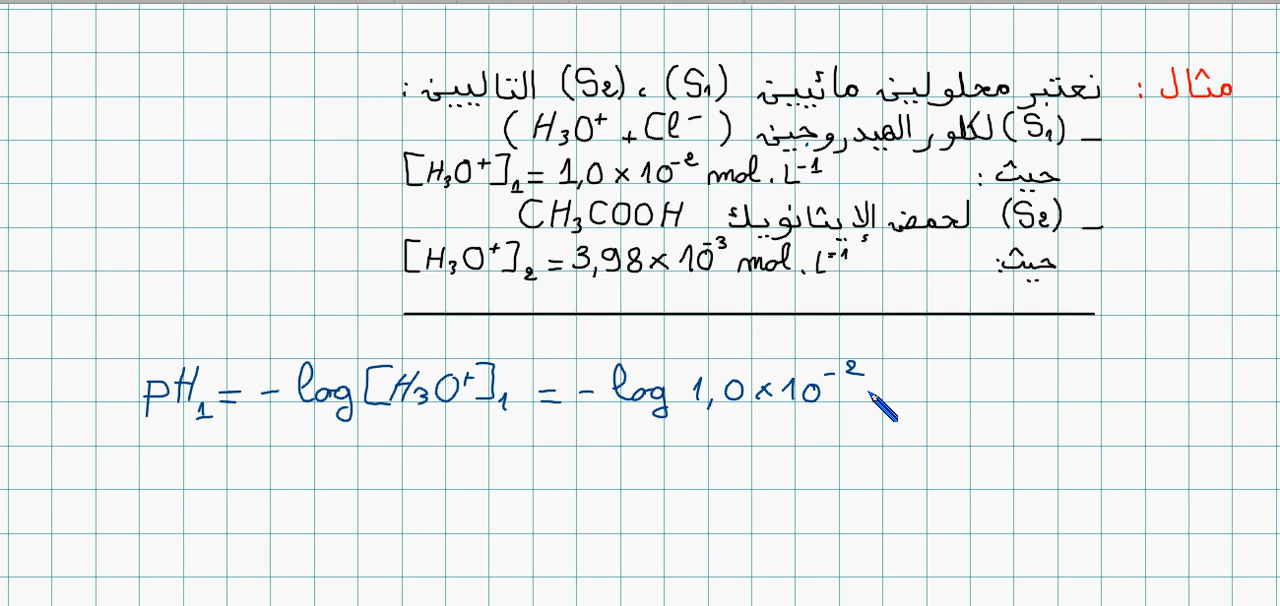 مثال : نعتبر محلولين مائيين (S₁) ، (S₂) التاليين :
_ (S₁) لكلور الهيدروجين (H₃O⁺ + Cl⁻)
حيث : [H₃O⁺]₁ = 1,0 × 10⁻² mol . L⁻¹
_ (S₂) لحمض الإيثانويك CH₃COOH
حيث: [H₃O⁺]₂ = 3,98 × 10⁻³ mol . L⁻¹
pH₁ = - log [H₃O⁺]₁ = - log 1,0 × 10⁻²